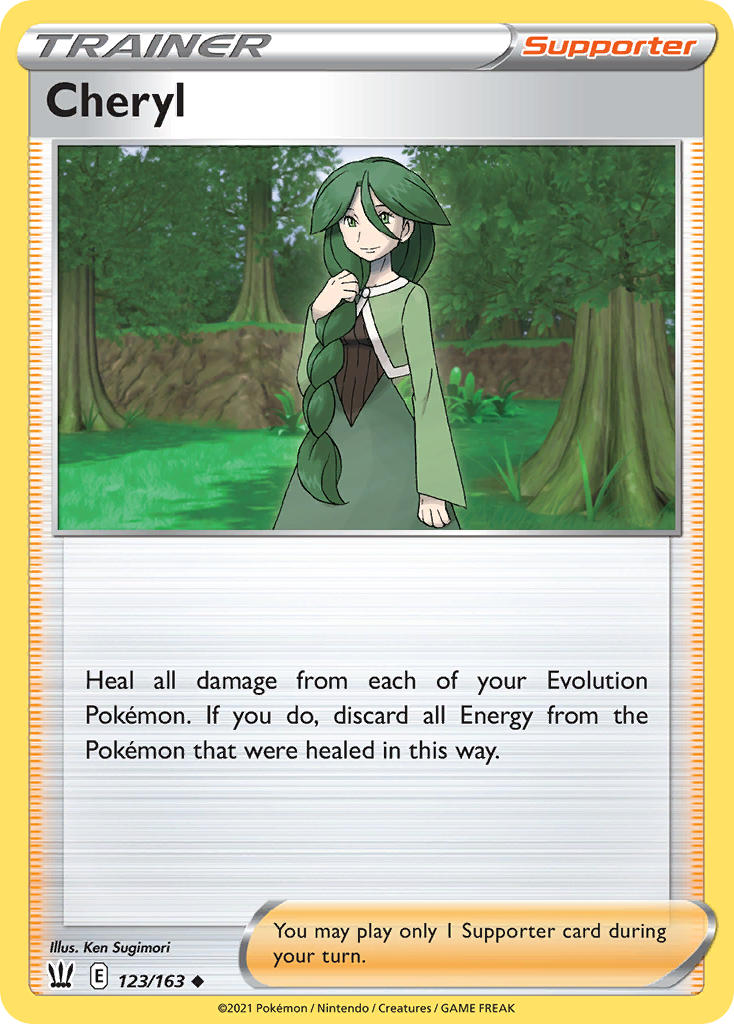 TRAINER
Supporter
Cheryl
Heal all damage from each of your Evolution
Pokémon. If you do, discard all Energy from the
Pokémon that were healed in this way.
You may play only 1 Supporter card during
your turn.
Illus. Ken Sugimori
E 123/163
©2021 Pokémon / Nintendo / Creatures / GAME FREAK